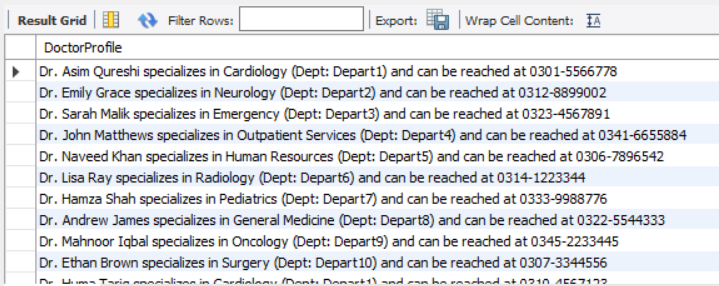 Result Grid Filter Rows: Export: Wrap Cell Content: IA
DoctorProfile
Dr. Asim Qureshi specializes in Cardiology (Dept: Depart1) and can be reached at 0301-5566778
Dr. Emily Grace specializes in Neurology (Dept: Depart2) and can be reached at 0312-8899002
Dr. Sarah Malik specializes in Emergency (Dept: Depart3) and can be reached at 0323-4567891
Dr. John Matthews specializes in Outpatient Services (Dept: Depart4) and can be reached at 0341-6655884
Dr. Naveed Khan specializes in Human Resources (Dept: Depart5) and can be reached at 0306-7896542
Dr. Lisa Ray specializes in Radiology (Dept: Depart6) and can be reached at 0314-1223344
Dr. Hamza Shah specializes in Pediatrics (Dept: Depart7) and can be reached at 0333-9988776
Dr. Andrew James specializes in General Medicine (Dept: Depart8) and can be reached at 0322-5544333
Dr. Mahnoor Iqbal specializes in Oncology (Dept: Depart9) and can be reached at 0345-2233445
Dr. Ethan Brown specializes in Surgery (Dept: Depart10) and can be reached at 0307-3344556
Dr. Huma Tariq specializes in Cardiology (Dept: Depart1) and can be reached at 0310-4567123